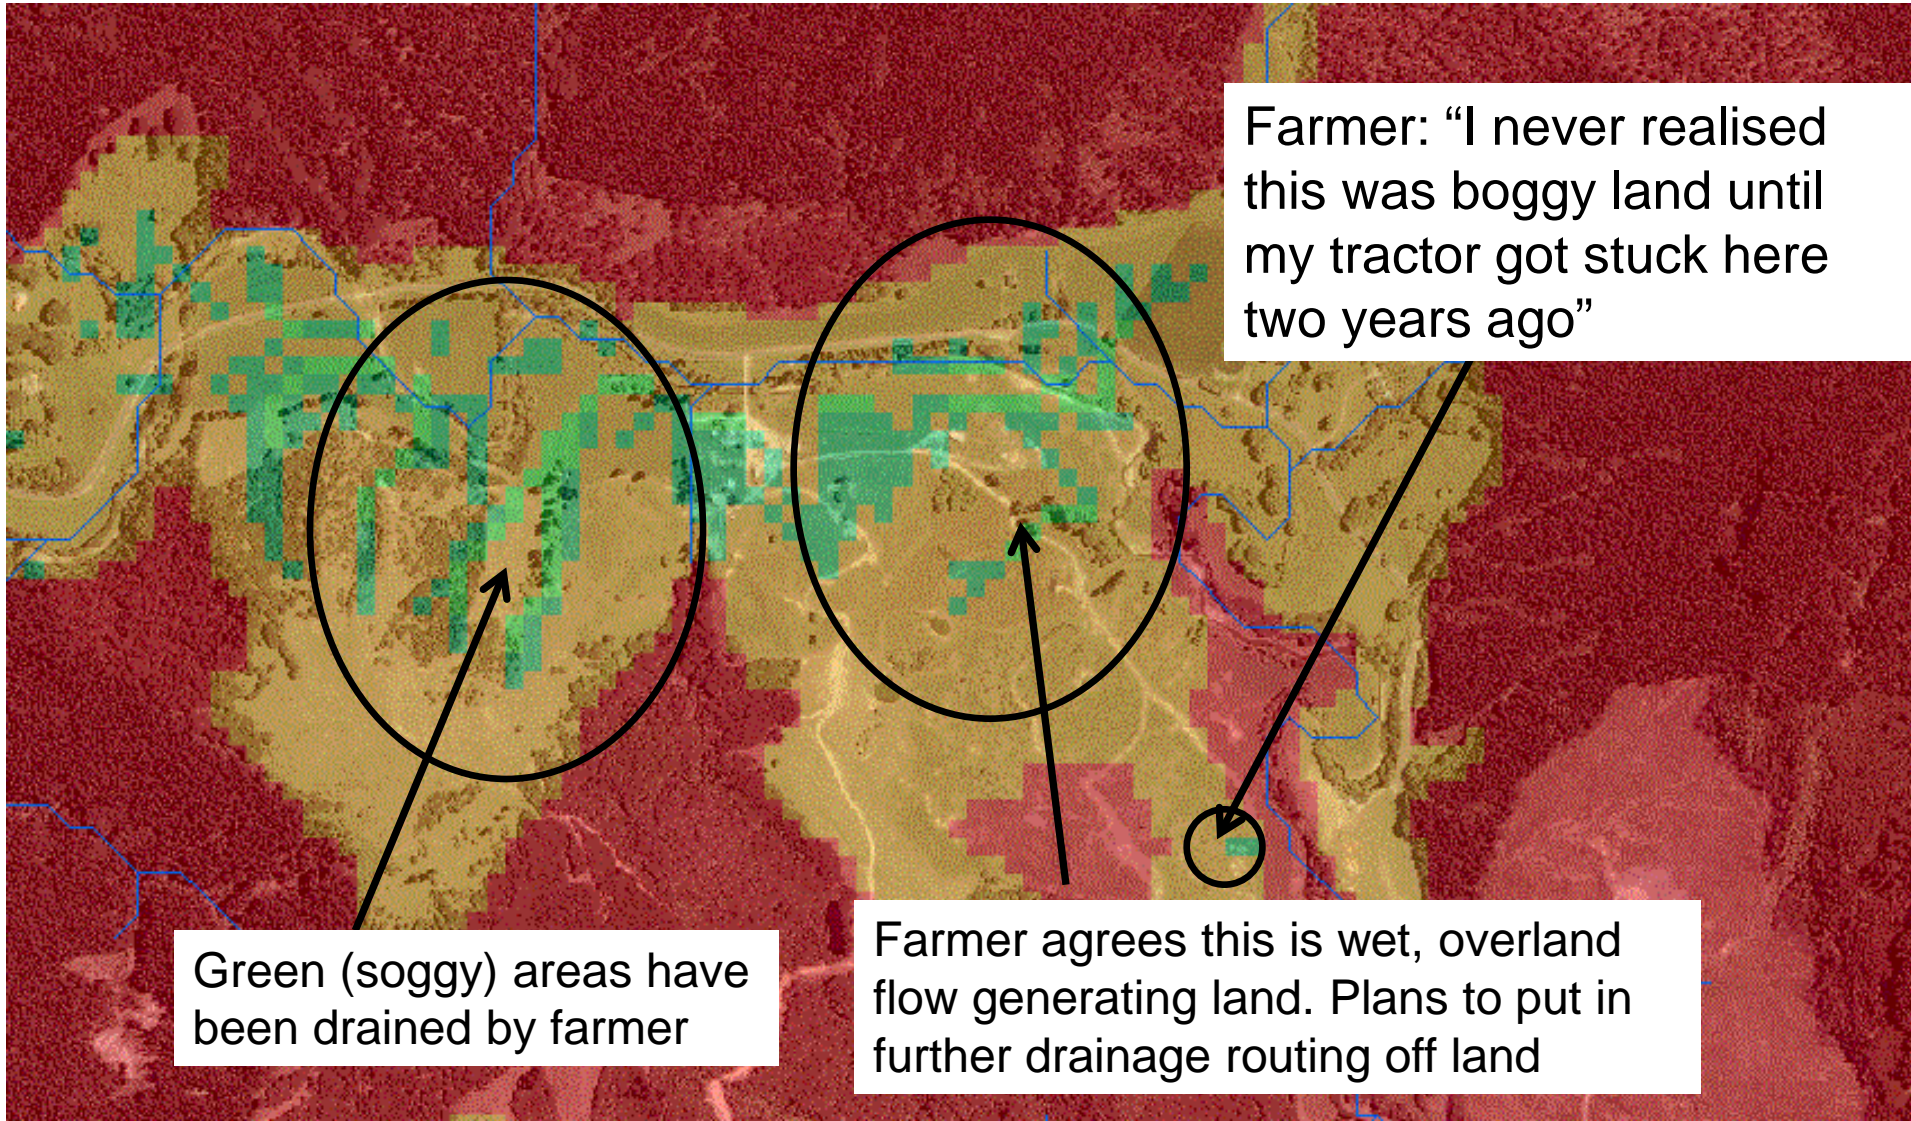 Farmer: “I never realised
this was boggy land until
my tractor got stuck here
two years ago”
Green (soggy) areas have
been drained by farmer
Farmer agrees this is wet, overland
flow generating land. Plans to put in
further drainage routing off land